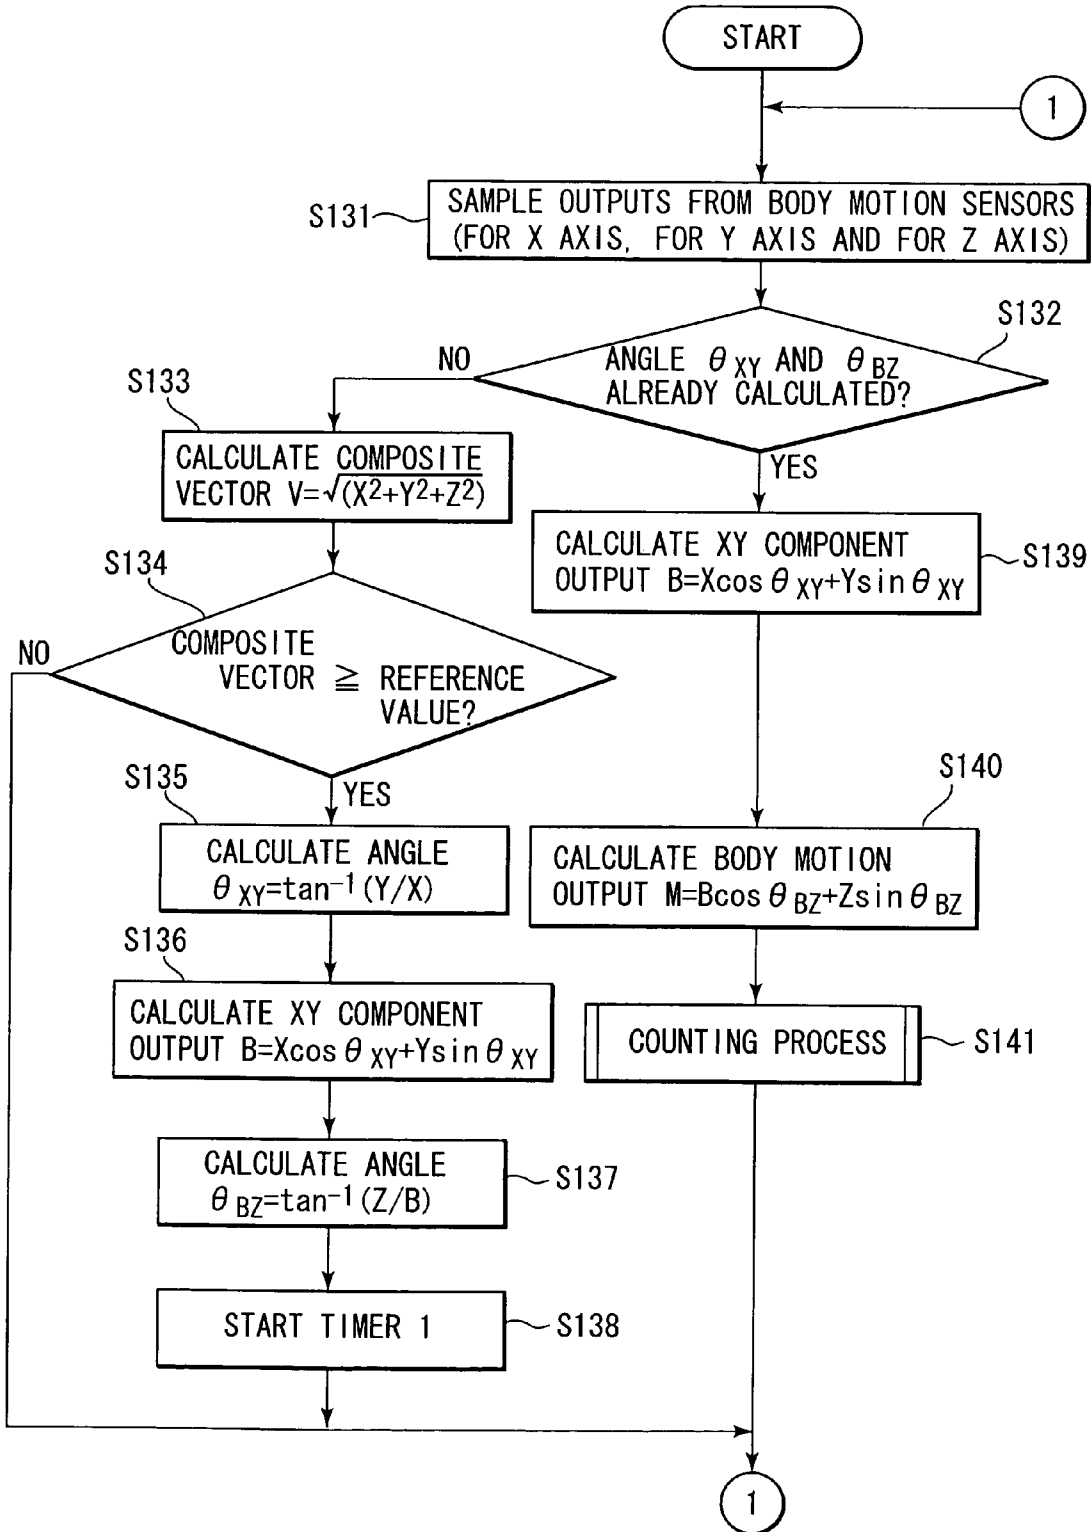 START
1
S131
SAMPLE OUTPUTS FROM BODY MOTION SENSORS
(FOR X AXIS, FOR Y AXIS AND FOR Z AXIS)
S132
ANGLE θXY AND θBZ
ALREADY CALCULATED?
NO
YES
S133
CALCULATE COMPOSITE
VECTOR V=√(X²+Y²+Z²)
S134
COMPOSITE
VECTOR ≧ REFERENCE
VALUE?
NO
YES
S135
CALCULATE ANGLE
θXY=tan⁻¹(Y/X)
S136
CALCULATE XY COMPONENT
OUTPUT B=Xcosθ XY+Ysinθ XY
CALCULATE ANGLE
θBZ=tan⁻¹(Z/B)
S137
START TIMER 1
S138
CALCULATE XY COMPONENT
OUTPUT B=Xcosθ XY+Ysinθ XY
S139
S140
CALCULATE BODY MOTION
OUTPUT M=Bcosθ BZ+Zsinθ BZ
COUNTING PROCESS
S141
1